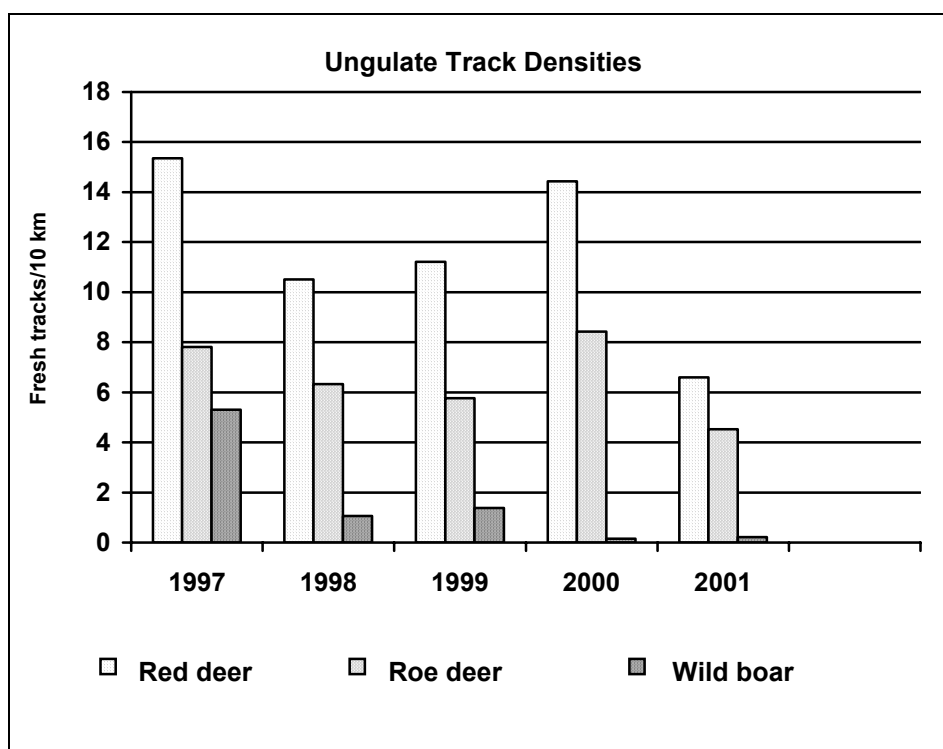 Ungulate Track Densities
18
16
14
12
10
8
6
4
2
0
Fresh tracks/10 km
1997 1998 1999 2000 2001
Red deer Roe deer Wild boar